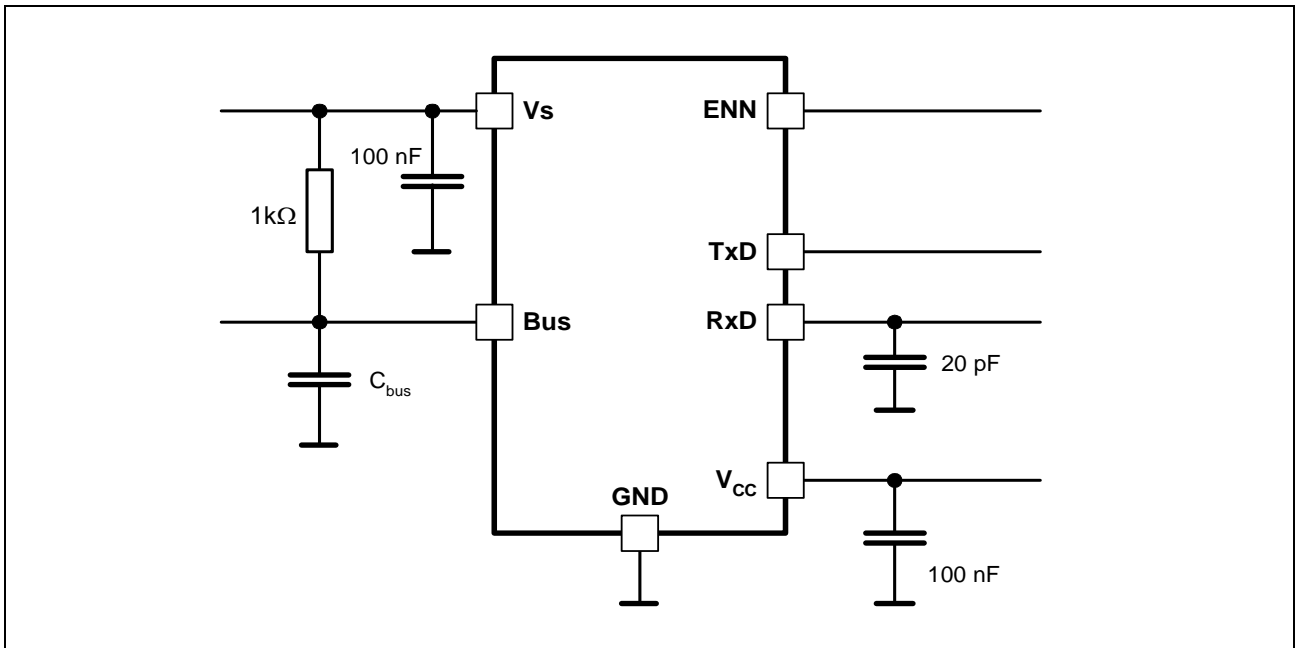 Vs
ENN
100 nF
1kΩ
TxD
Bus
RxD
20 pF
Cbus
VCC
GND
100 nF